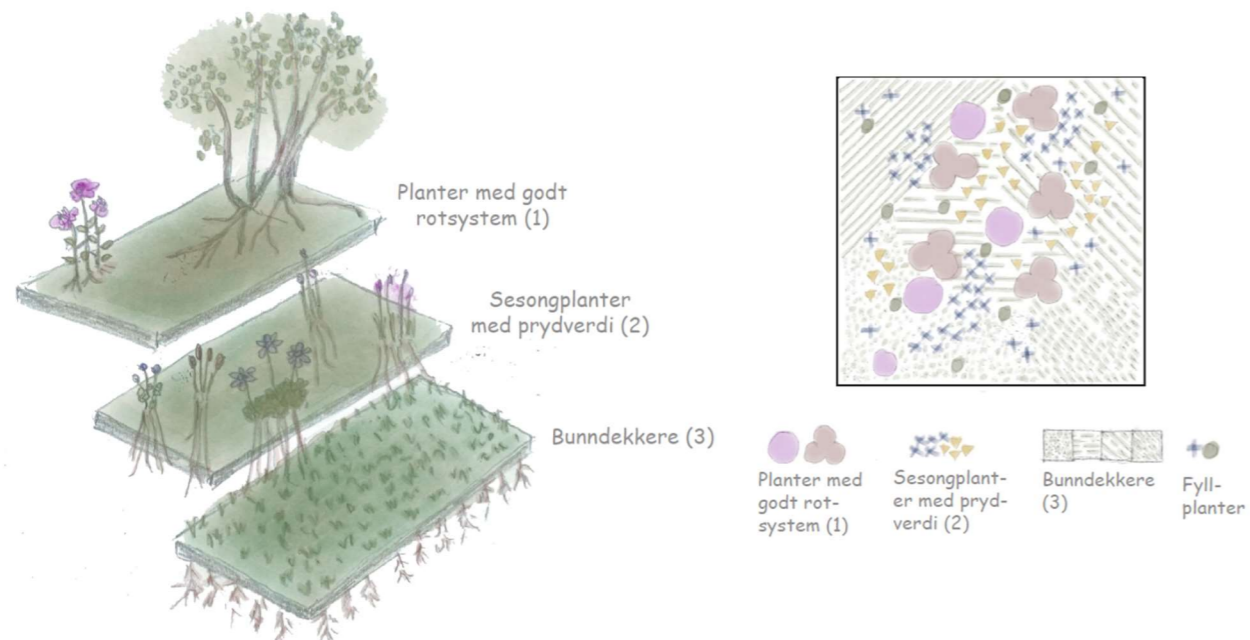 Planter med godt
rotsystem (1)
Sesongplanter
med prydverdi (2)
Bunndekkere (3)
Planter med
godt rot-
system (1)
Sesongplant-
er med pryd-
verdi (2)
Bunndekkere
(3)
Fyll-
planter